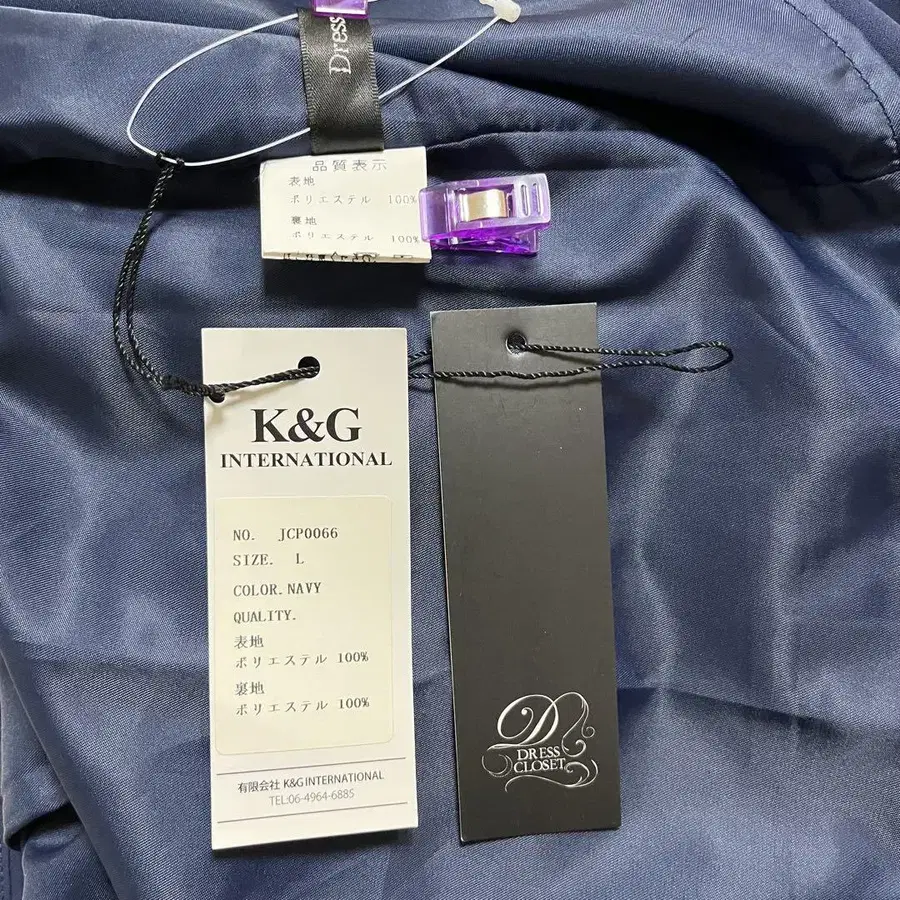 Dress
品質表示
表地
ポリエステル 100%
裏地
ポリエステル 100%
K&G
INTERNATIONAL
NO. JCP0066
SIZE. L
COLOR. NAVY
QUALITY.
表地
ポリエステル 100%
裏地
ポリエステル 100%
有限会社 K&G INTERNATIONAL
TEL:06-4964-6885
D
DRESS
CLOSET